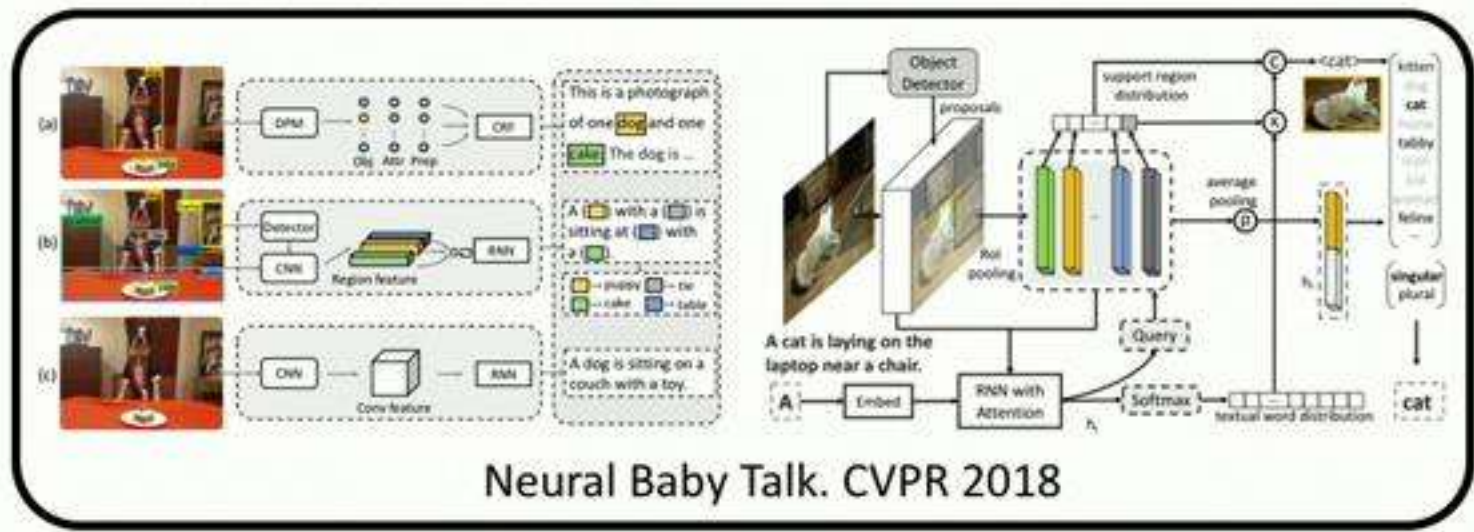 (a)
DPM
Obj Attr Prep
CRF
This is a photograph
of one dog and one
cake. The dog is ...
(b)
Detector
CNN
Region feature
RNN
A ( ) with a ( ) is
sitting at ( ) with
a ( ).
→ puppy → tie
→ cake → table
(c)
CNN
Conv feature
RNN
A dog is sitting on a
couch with a toy.
Object
Detector
proposals
RoI
pooling
support region
distribution
average
pooling
C
K
P
<cat>
kitten
dog
cat
tabby
feline
...
singular
plural
cat
h
A cat is laying on the
laptop near a chair.
A
Embed
RNN with
Attention
Query
Softmax
textual word distribution
Neural Baby Talk. CVPR 2018